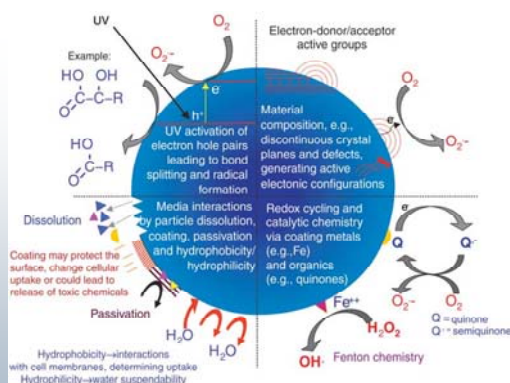 UV
O₂
Electron-donor/acceptor
active groups
O₂⁻•
Example:
HO OH
O R
e⁻
h⁺
O₂
e⁻
O₂⁻•
HO
O R
UV activation of
electron hole pairs
leading to bond
splitting and radical
formation
Material
composition, e.g.,
discontinuous crystal
planes and defects,
generating active
electonic configurations
Dissolution
Media interactions
by particle dissolution,
coating, passivation
and hydrophobicity/
hydrophilicity
Redox cycling and
catalytic chemistry
via coating metals
(e.g.,Fe)
and organics
(e.g., quinones)
e⁻
Q
Q⁻
O₂⁻•
O₂
Coating may protect the
surface, change cellular
uptake or could lead to
release of toxic chemicals
Passivation
H₂O
H₂O
Fe⁺⁺
H₂O₂
OH•
Fenton chemistry
Q = quinone
Q⁻• = semiquinone
Hydrophobicity→interactions
with cell membranes, determining uptake
Hydrophilicity→water suspendability